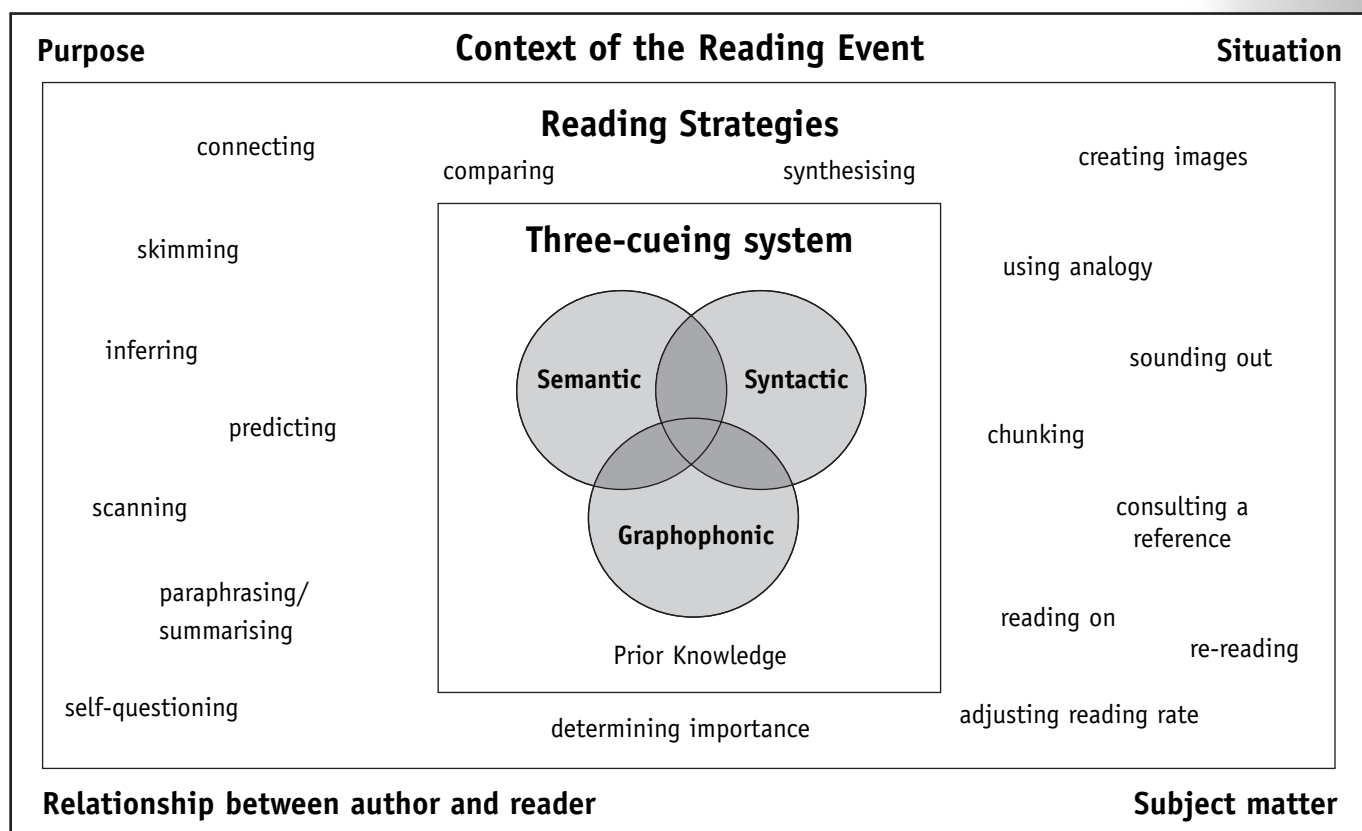 Purpose
Context of the Reading Event
Situation
Reading Strategies
connecting
comparing
synthesising
creating images
skimming
Three-cueing system
using analogy
inferring
Semantic
Syntactic
sounding out
predicting
chunking
scanning
Graphophonic
consulting a
reference
paraphrasing/
summarising
reading on
Prior Knowledge
re-reading
self-questioning
determining importance
adjusting reading rate
Relationship between author and reader
Subject matter